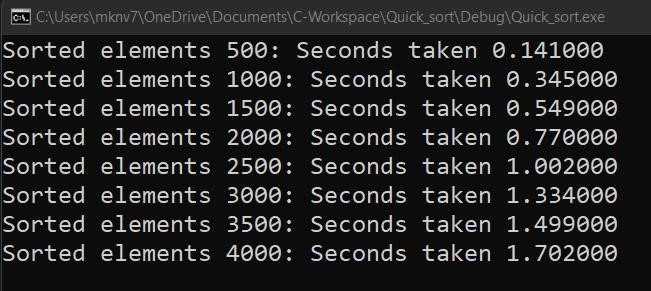 C:\Users\mknv7\OneDrive\Documents\C-Workspace\Quick_sort\Debug\Quick_sort.exe
Sorted elements 500: Seconds taken 0.141000
Sorted elements 1000: Seconds taken 0.345000
Sorted elements 1500: Seconds taken 0.549000
Sorted elements 2000: Seconds taken 0.770000
Sorted elements 2500: Seconds taken 1.002000
Sorted elements 3000: Seconds taken 1.334000
Sorted elements 3500: Seconds taken 1.499000
Sorted elements 4000: Seconds taken 1.702000